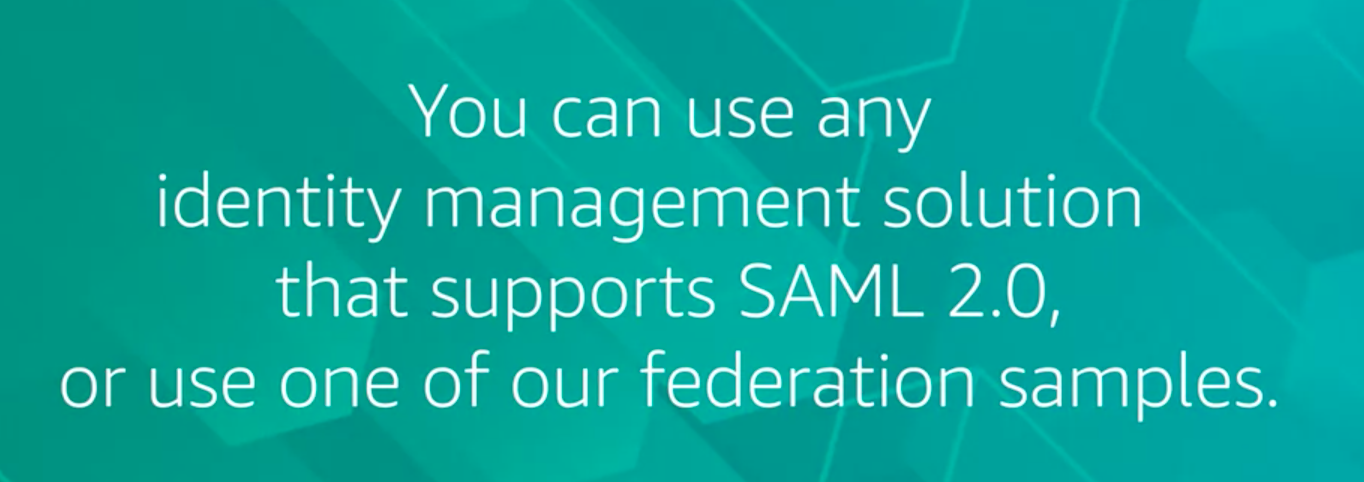 You can use any
identity management solution
that supports SAML 2.0,
or use one of our federation samples.